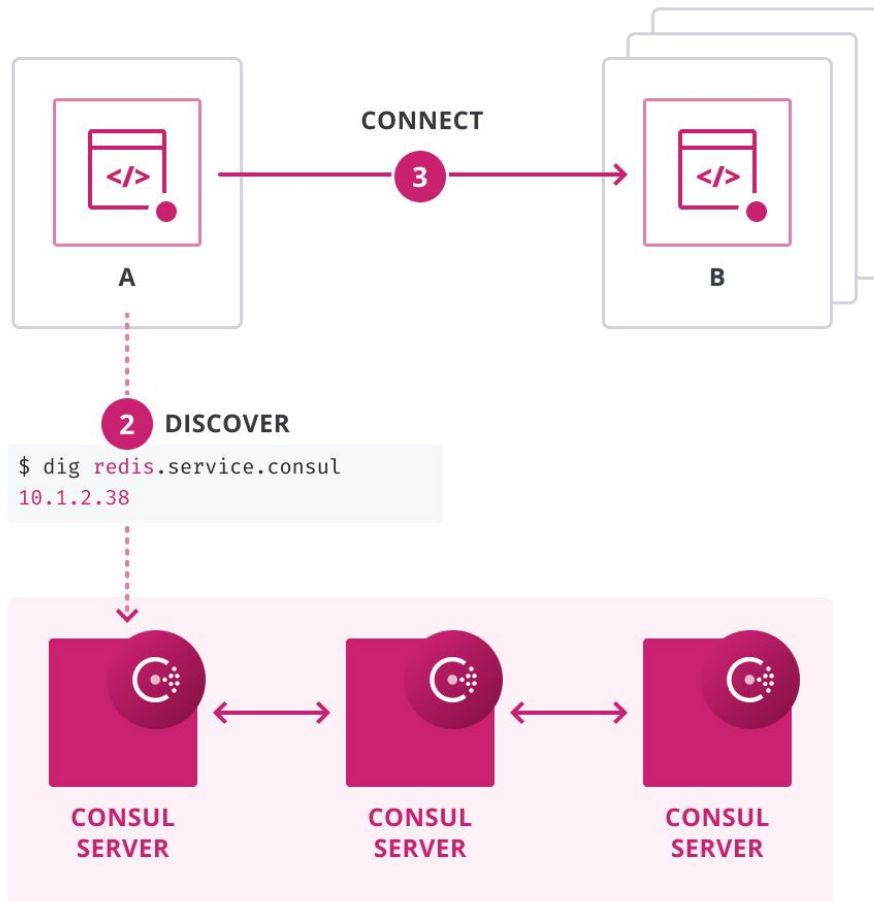 CONNECT
</>
3
</>
A
B
2 DISCOVER
$ dig redis.service.consul
10.1.2.38
CONSUL
SERVER
CONSUL
SERVER
CONSUL
SERVER